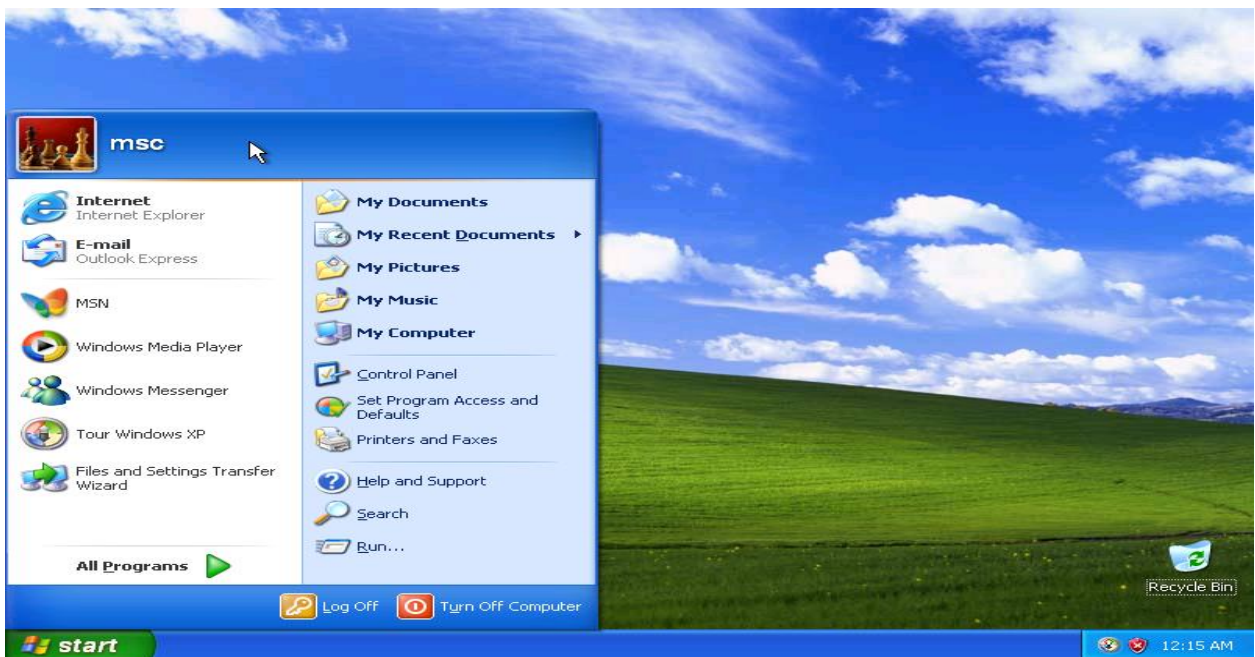 msc
Internet
Internet Explorer
E-mail
Outlook Express
MSN
Windows Media Player
Windows Messenger
Tour Windows XP
Files and Settings Transfer
Wizard
All Programs
My Documents
My Recent Documents
My Pictures
My Music
My Computer
Control Panel
Set Program Access and
Defaults
Printers and Faxes
Help and Support
Search
Run...
Log Off
Turn Off Computer
Recycle Bin
start
12:15 AM